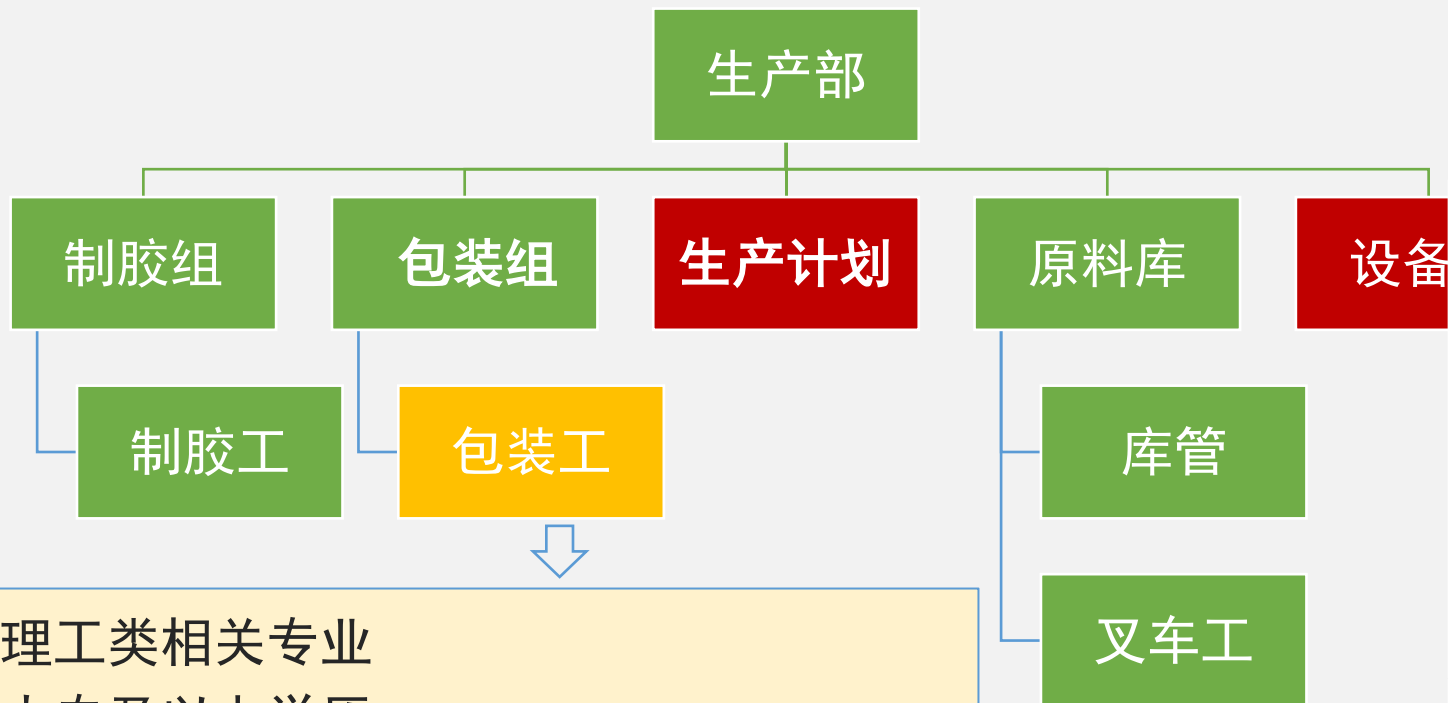 生产部
制胶组
包装组
生产计划
原料库
设备
制胶工
包装工
库管
叉车工
理工类相关专业